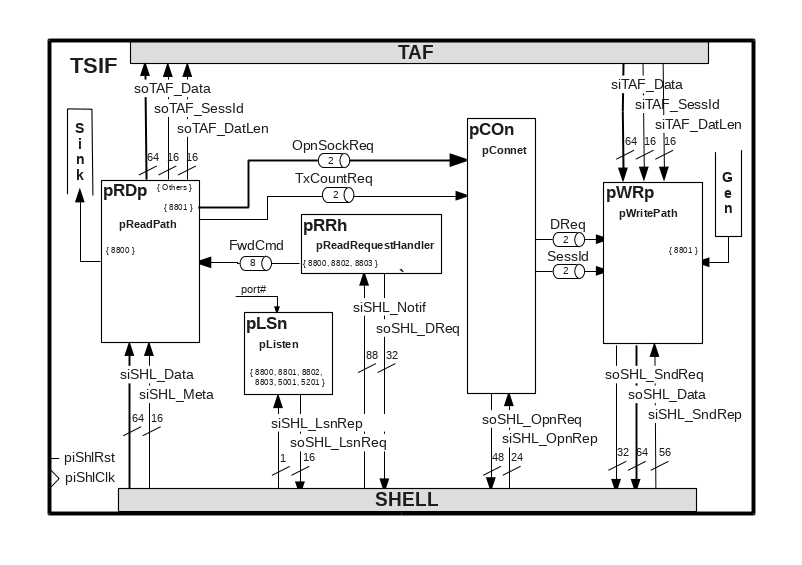 TAF
TSIF
soTAF_Data
soTAF_SessId
soTAF_DatLen
64
16
16
siTAF_Data
siTAF_SessId
siTAF_DatLen
64
16
16
Sink
Gen
pRDp
{ Others }
{ 8801 }
pReadPath
{ 8800 }
OpnSockReq
2
TxCountReq
2
pCOn
pConnet
pWRp
pWritePath
{ 8801 }
pRRh
pReadRequestHandler
{ 8800, 8802, 8803 }
FwdCmd
8
DReq
2
SessId
2
port#
pLSn
pListen
{ 8800, 8801, 8802,
8803, 5001, 5201 }
siSHL_Notif
soSHL_DReq
88
32
siSHL_Data
siSHL_Meta
64
16
siSHL_LsnRep
soSHL_LsnReq
1
16
soSHL_OpnReq
siSHL_OpnRep
48
24
soSHL_SndReq
soSHL_Data
siSHL_SndRep
32
64
56
piShlRst
piShlClk
SHELL